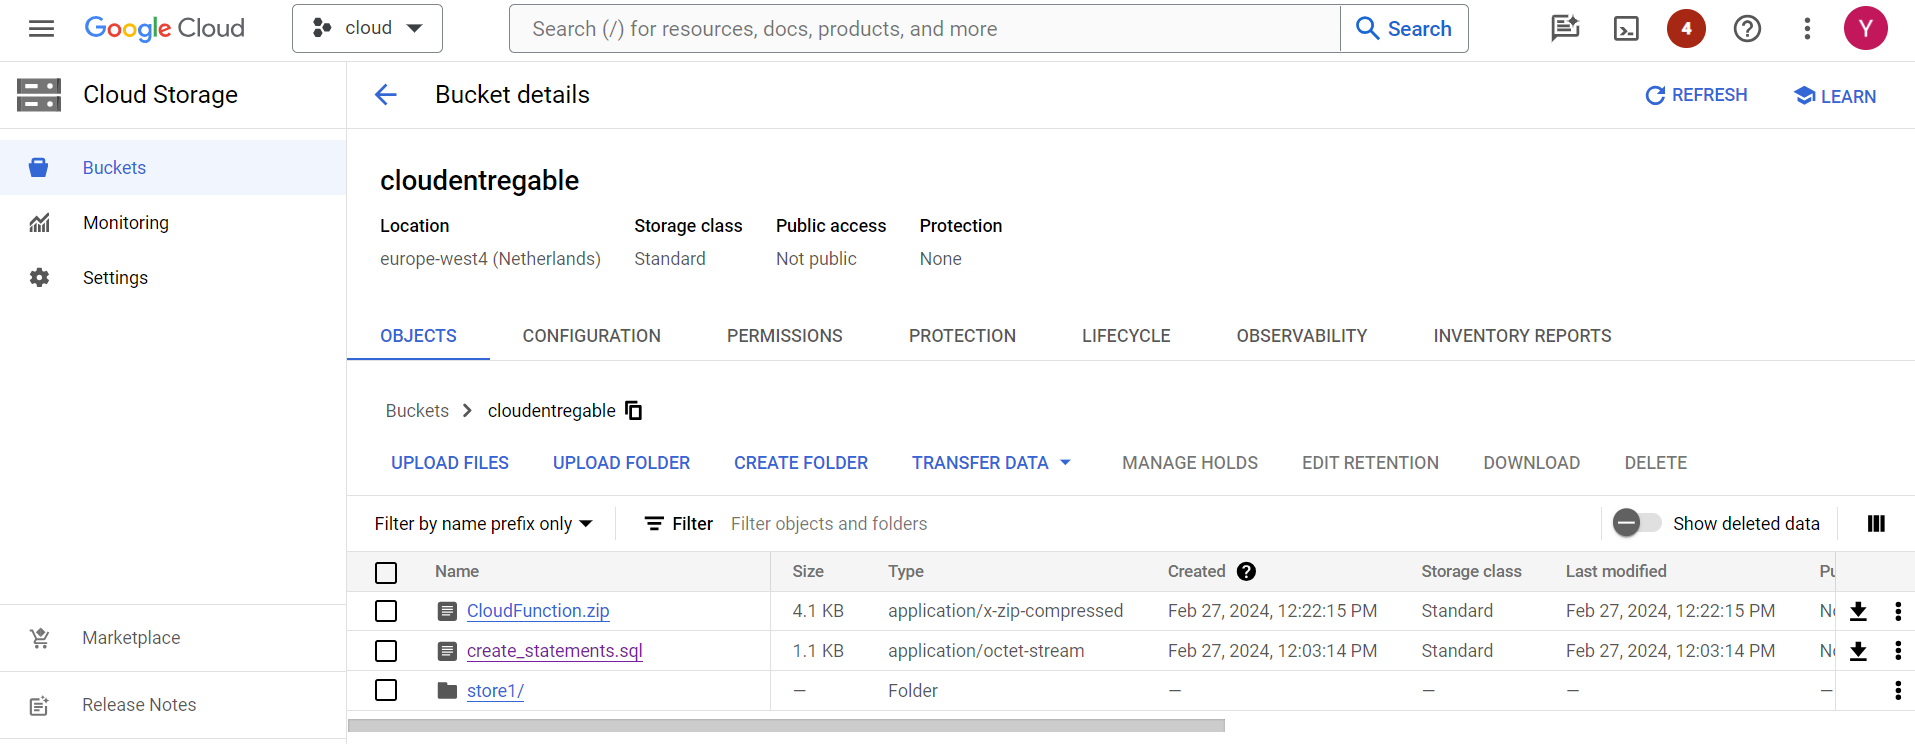 Google Cloud
cloud
Search (/) for resources, docs, products, and more
Search
4
Y
Cloud Storage
Bucket details
REFRESH
LEARN
Buckets
Monitoring
Settings
Marketplace
Release Notes
cloudentregable
Location Storage class Public access Protection
europe-west4 (Netherlands) Standard Not public None
OBJECTS CONFIGURATION PERMISSIONS PROTECTION LIFECYCLE OBSERVABILITY INVENTORY REPORTS
Buckets > cloudentregable
UPLOAD FILES UPLOAD FOLDER CREATE FOLDER TRANSFER DATA MANAGE HOLDS EDIT RETENTION DOWNLOAD DELETE
Filter by name prefix only Filter Filter objects and folders Show deleted data
Name Size Type Created Storage class Last modified
CloudFunction.zip 4.1 KB application/x-zip-compressed Feb 27, 2024, 12:22:15 PM Standard Feb 27, 2024, 12:22:15 PM
create_statements.sql 1.1 KB application/octet-stream Feb 27, 2024, 12:03:14 PM Standard Feb 27, 2024, 12:03:14 PM
store1/ — Folder — — — —